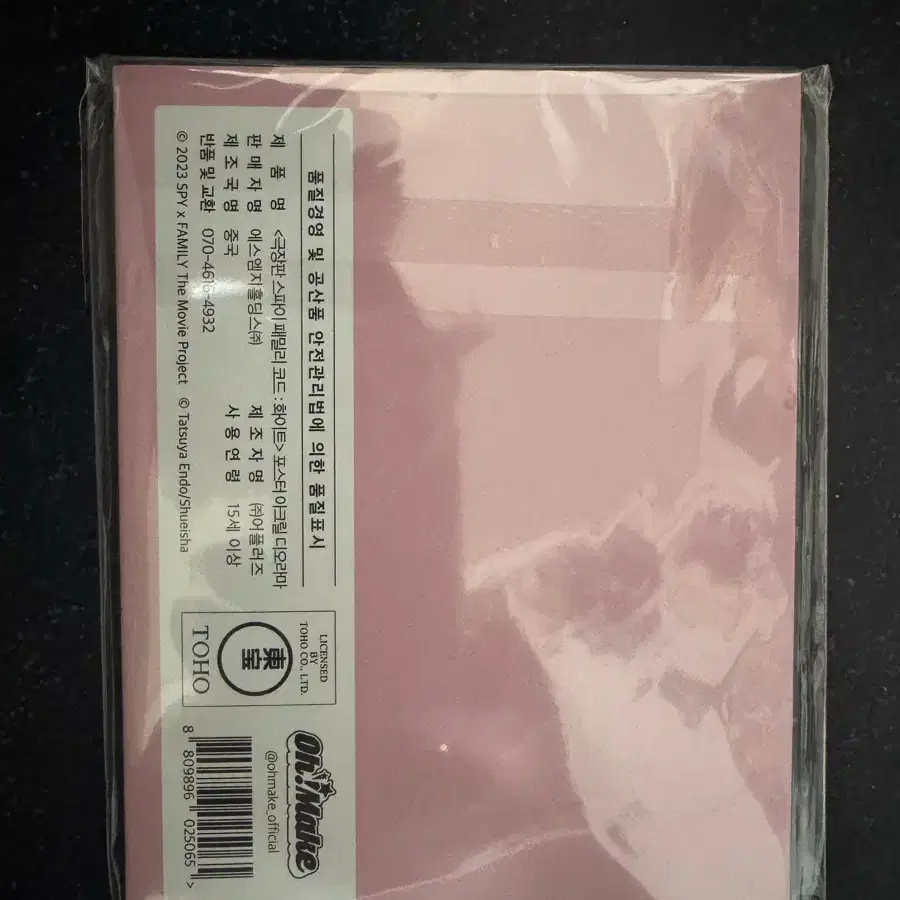 품질경영 및 공산품 안전관리법에 의한 품질표시
제 품 명 <극장판 스파이 패밀리 코드 : 화이트> 포스터 아크릴 디오라마
판 매 자 명 에스엠지홀딩스㈜ 제 조 자 명 ㈜어플러즈
제 조 국 명 중국 사 용 연 령 15세 이상
반품 및 교환 070-4616-4932
© 2023 SPY x FAMILY The Movie Project © Tatsuya Endo/Shueisha
LICENSED
BY
TOHO CO., LTD.
東宝
TOHO
Oh!Make
@ohmake_official
8 809896 025065 >